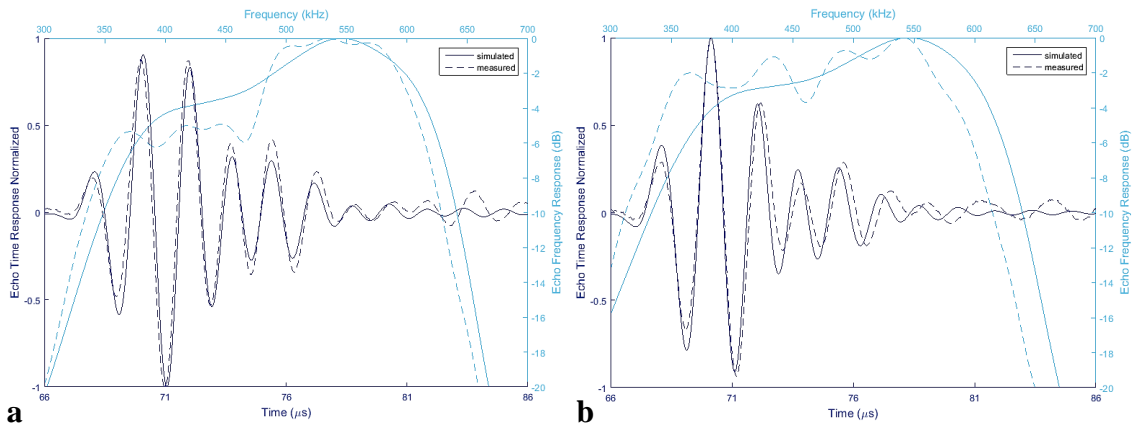 Frequency (kHz)
300 350 400 450 500 550 600 650 700
1
0.5
0
-0.5
-1
Echo Time Response Normalized
simulated
measured
0
-2
-4
-6
-8
-10
-12
-14
-16
-18
-20
Echo Frequency Response (dB)
66 71 76 81 86
Time (μs)
a
Frequency (kHz)
300 350 400 450 500 550 600 650 700
1
0.5
0
-0.5
-1
Echo Time Response Normalized
simulated
measured
0
-2
-4
-6
-8
-10
-12
-14
-16
-18
-20
Echo Frequency Response (dB)
66 71 76 81 86
Time (μs)
b